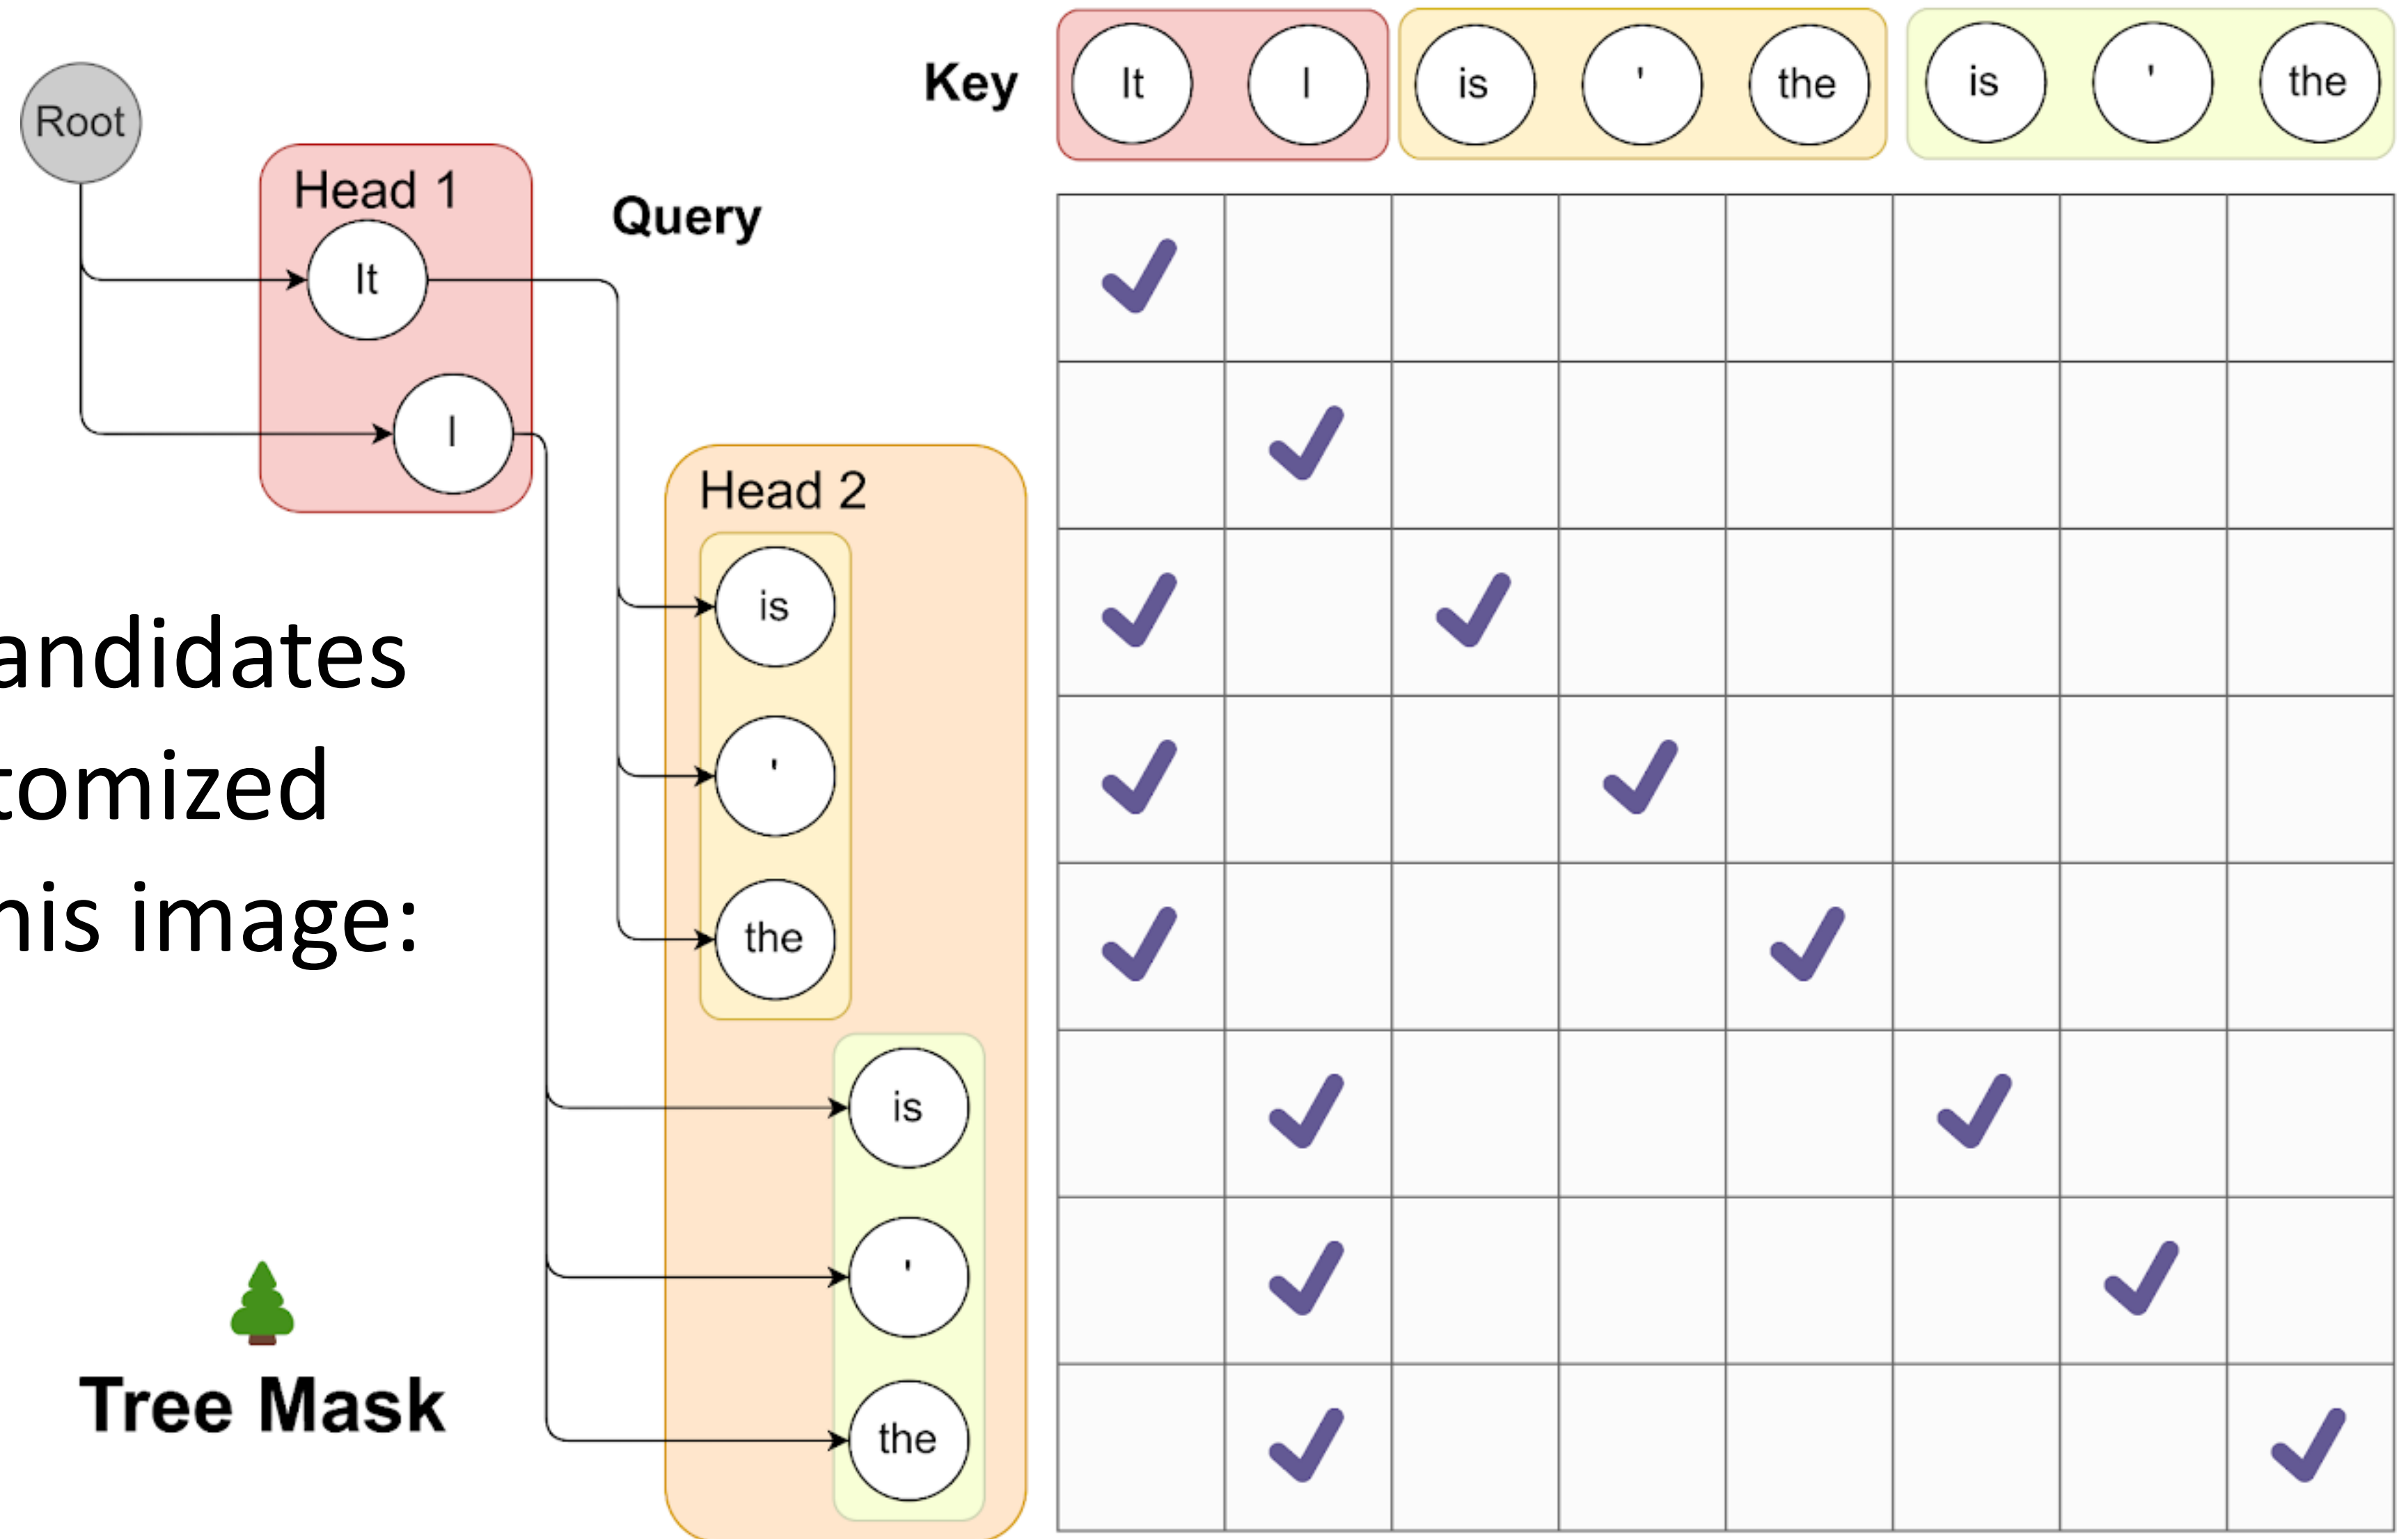 Key
It I is ' the is ' the
Root
Head 1
Query
It
I
Head 2
is
'
the
is
'
the
andidates
tomized
his image:
Tree Mask